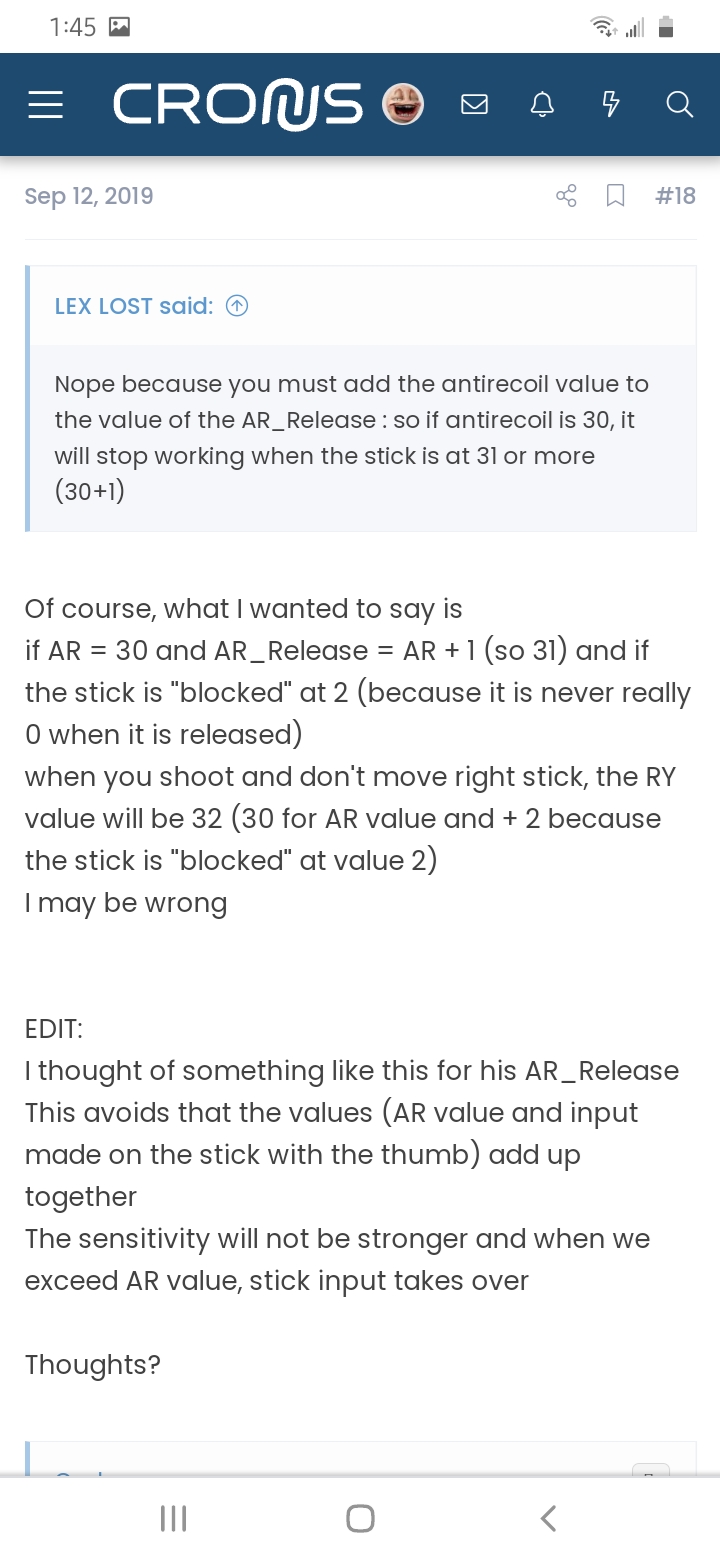 1:45
CRONUS
Sep 12, 2019
#18
LEX LOST said:
Nope because you must add the antirecoil value to
the value of the AR_Release : so if antirecoil is 30, it
will stop working when the stick is at 31 or more
(30+1)
Of course, what I wanted to say is
if AR = 30 and AR_Release = AR + 1 (so 31) and if
the stick is "blocked" at 2 (because it is never really
0 when it is released)
when you shoot and don't move right stick, the RY
value will be 32 (30 for AR value and + 2 because
the stick is "blocked" at value 2)
I may be wrong
EDIT:
I thought of something like this for his AR_Release
This avoids that the values (AR value and input
made on the stick with the thumb) add up
together
The sensitivity will not be stronger and when we
exceed AR value, stick input takes over
Thoughts?